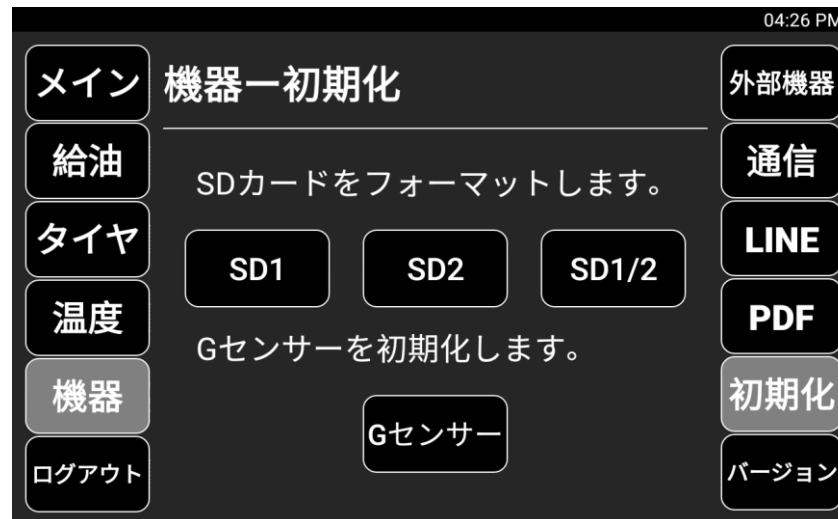 04:26 PM
メイン
給油
タイヤ
温度
機器
ログアウト
機器ー初期化
SDカードをフォーマットします。
SD1
SD2
SD1/2
Gセンサーを初期化します。
Gセンサー
外部機器
通信
LINE
PDF
初期化
バージョン